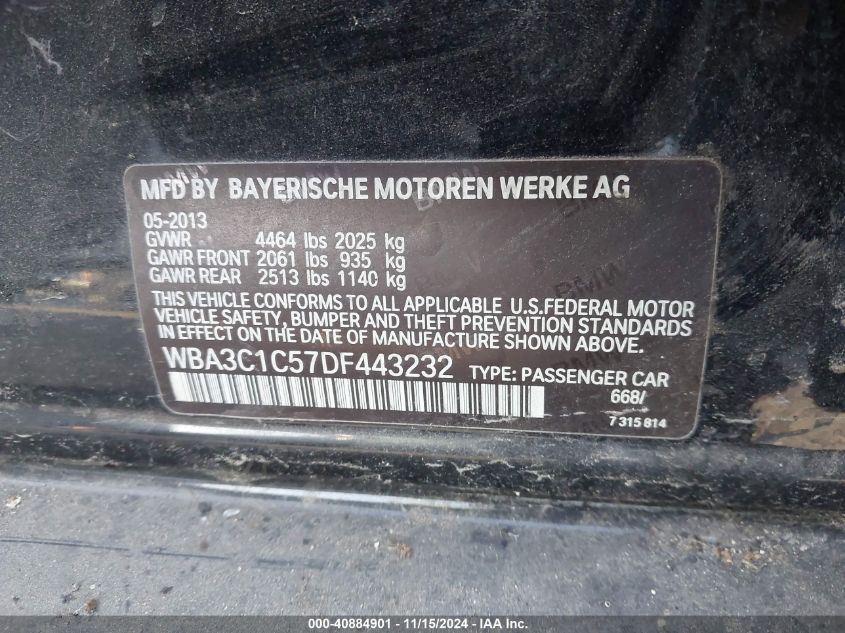 MFD BY BAYERISCHE MOTOREN WERKE AG
05-2013
GVWR 4464 lbs 2025 kg
GAWR FRONT 2061 lbs 935 kg
GAWR REAR 2513 lbs 1140 kg
THIS VEHICLE CONFORMS TO ALL APPLICABLE U.S.FEDERAL MOTOR
VEHICLE SAFETY, BUMPER AND THEFT PREVENTION STANDARDS
IN EFFECT ON THE DATE OF MANUFACTURE SHOWN ABOVE.
WBA3C1C57DF443232 TYPE: PASSENGER CAR
668/
7 315 814
000-40884901 - 11/15/2024 - IAAI.COM